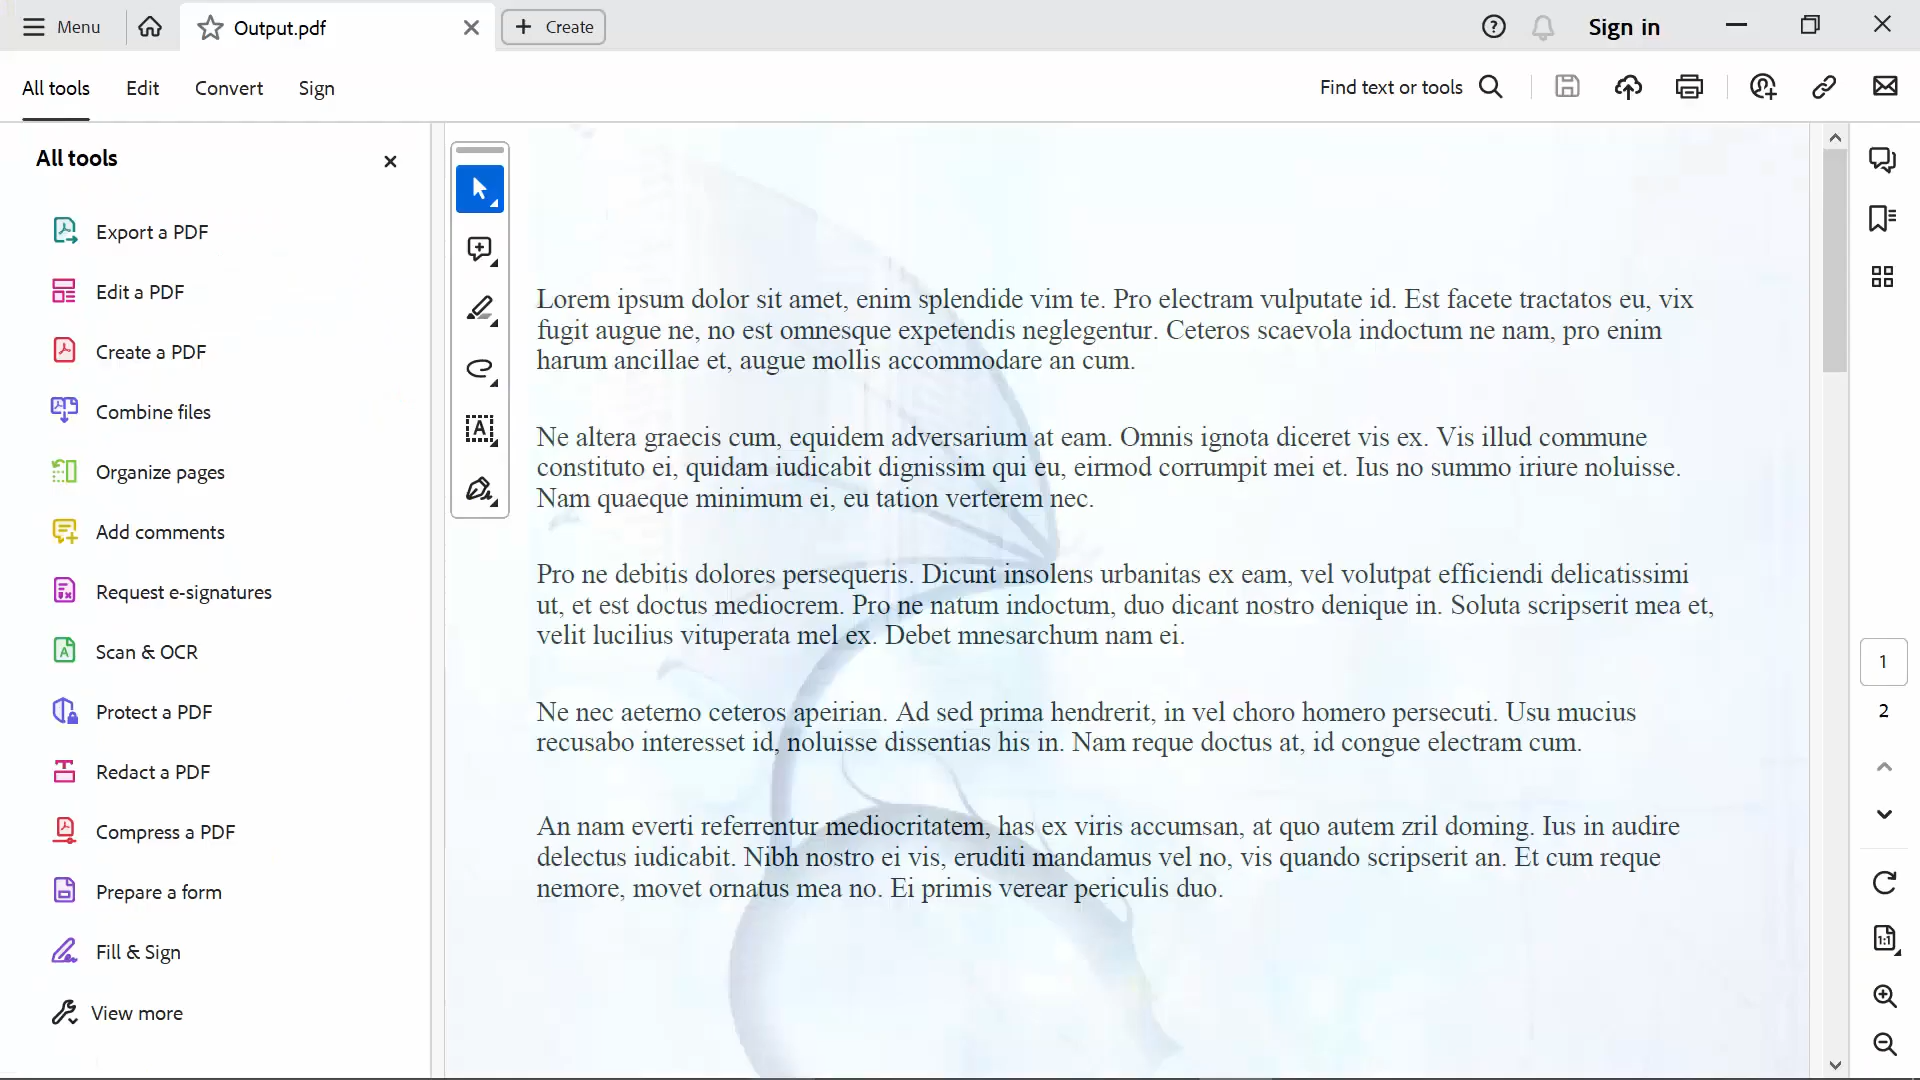 Menu
Output.pdf
Create
Sign in
All tools
Edit
Convert
Sign
Find text or tools
All tools
Export a PDF
Edit a PDF
Create a PDF
Combine files
Organize pages
Add comments
Request e-signatures
Scan & OCR
Protect a PDF
Redact a PDF
Compress a PDF
Prepare a form
Fill & Sign
View more
Lorem ipsum dolor sit amet, enim splendide vim te. Pro electram vulputate id. Est facete tractatos eu, vix
fugit augue ne, no est omnesque expetendis neglegentur. Ceteros scaevola indoctum ne nam, pro enim
harum ancillae et, augue mollis accommodare an cum.
Ne altera graecis cum, equidem adversarium at eam. Omnis ignota diceret vis ex. Vis illud commune
constituto ei, quidam iudicabit dignissim qui eu, eirmod corrumpit mei et. Ius no summo iriure noluisse.
Nam quaeque minimum ei, eu tation verterem nec.
Pro ne debitis dolores persequeris. Dicunt insolens urbanitas ex eam, vel volutpat efficiendi delicatissimi
ut, et est doctus mediocrem. Pro ne natum indoctum, duo dicant nostro denique in. Soluta scripserit mea et,
velit lucilius vituperata mel ex. Debet mnesarchum nam ei.
Ne nec aeterno ceteros apeirian. Ad sed prima hendrerit, in vel choro homero persecuti. Usu mucius
recusabo interesset id, noluisse dissentias his in. Nam reque doctus at, id congue electram cum.
An nam everti referrentur mediocritatem, has ex viris accumsan, at quo autem zril doming. Ius in audire
delectus iudicabit. Nibh nostro ei vis, eruditi mandamus vel no, vis quando scripserit an. Et cum reque
nemore, movet ornatus mea no. Ei primis verear periculis duo.
1
2
1:1